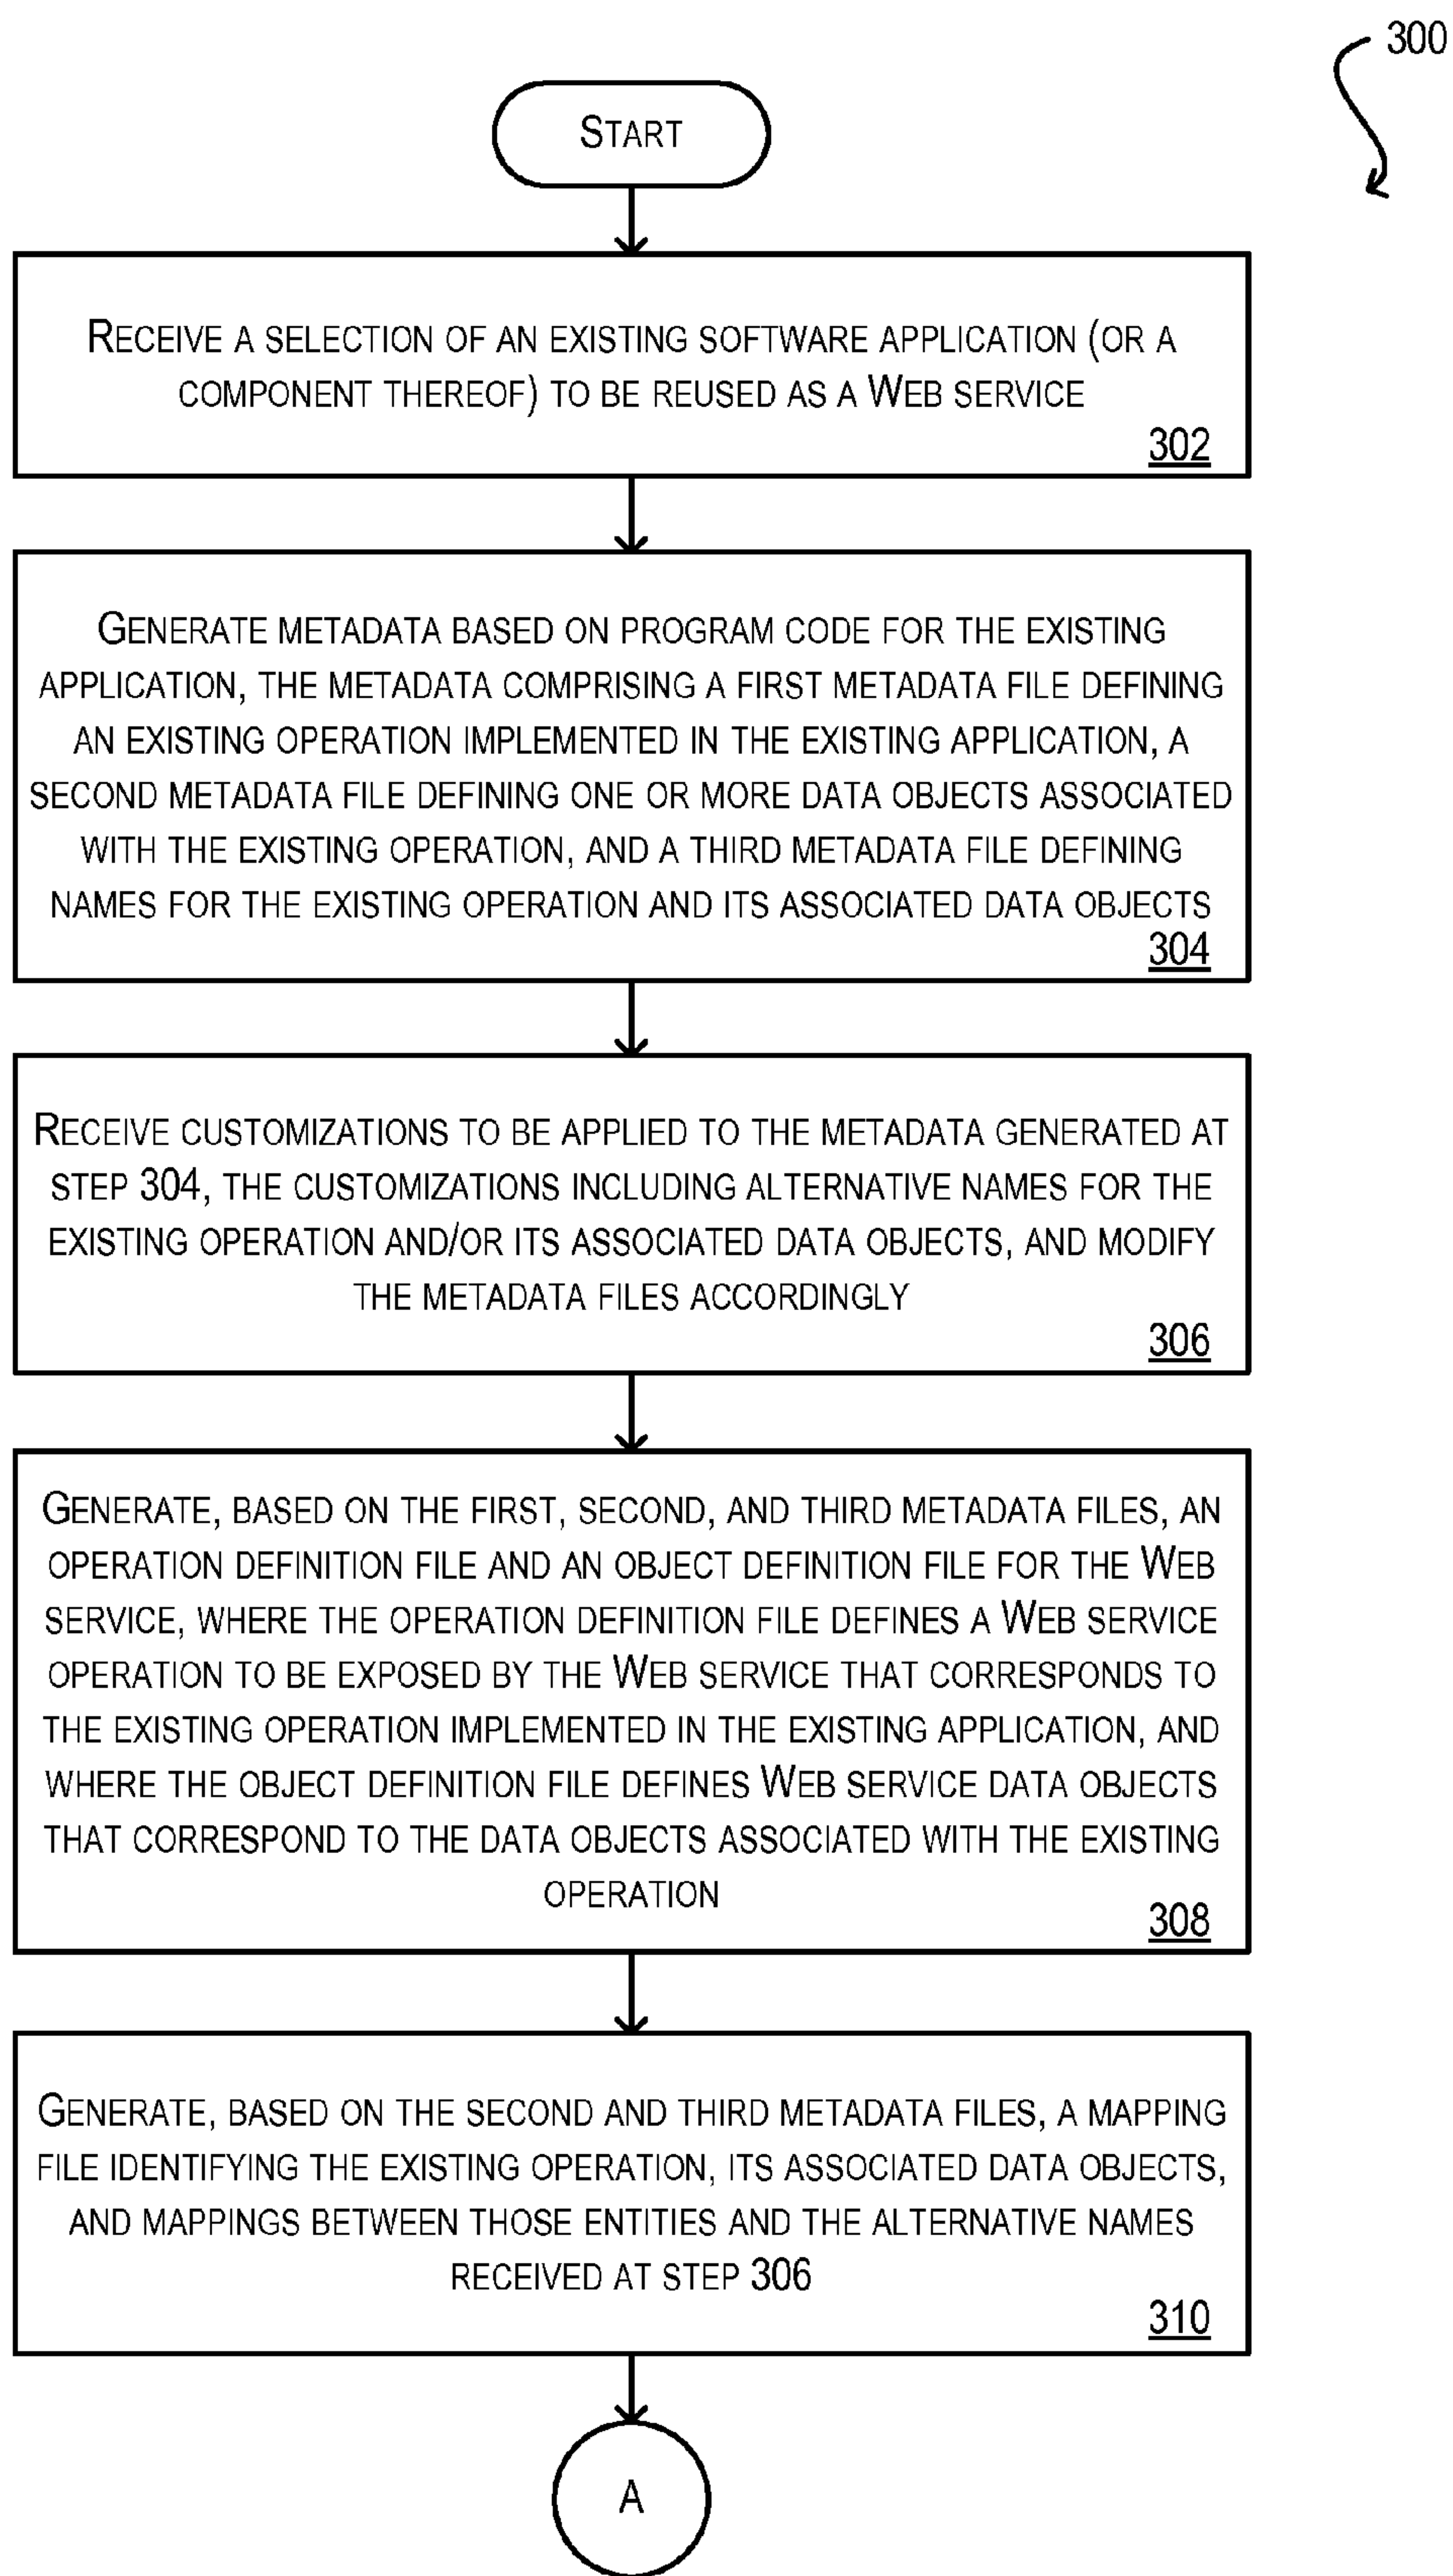 300
START
RECEIVE A SELECTION OF AN EXISTING SOFTWARE APPLICATION (OR A
COMPONENT THEREOF) TO BE REUSED AS A WEB SERVICE
302
GENERATE METADATA BASED ON PROGRAM CODE FOR THE EXISTING
APPLICATION, THE METADATA COMPRISING A FIRST METADATA FILE DEFINING
AN EXISTING OPERATION IMPLEMENTED IN THE EXISTING APPLICATION, A
SECOND METADATA FILE DEFINING ONE OR MORE DATA OBJECTS ASSOCIATED
WITH THE EXISTING OPERATION, AND A THIRD METADATA FILE DEFINING
NAMES FOR THE EXISTING OPERATION AND ITS ASSOCIATED DATA OBJECTS
304
RECEIVE CUSTOMIZATIONS TO BE APPLIED TO THE METADATA GENERATED AT
STEP 304, THE CUSTOMIZATIONS INCLUDING ALTERNATIVE NAMES FOR THE
EXISTING OPERATION AND/OR ITS ASSOCIATED DATA OBJECTS, AND MODIFY
THE METADATA FILES ACCORDINGLY
306
GENERATE, BASED ON THE FIRST, SECOND, AND THIRD METADATA FILES, AN
OPERATION DEFINITION FILE AND AN OBJECT DEFINITION FILE FOR THE WEB
SERVICE, WHERE THE OPERATION DEFINITION FILE DEFINES A WEB SERVICE
OPERATION TO BE EXPOSED BY THE WEB SERVICE THAT CORRESPONDS TO
THE EXISTING OPERATION IMPLEMENTED IN THE EXISTING APPLICATION, AND
WHERE THE OBJECT DEFINITION FILE DEFINES WEB SERVICE DATA OBJECTS
THAT CORRESPOND TO THE DATA OBJECTS ASSOCIATED WITH THE EXISTING
OPERATION
308
GENERATE, BASED ON THE SECOND AND THIRD METADATA FILES, A MAPPING
FILE IDENTIFYING THE EXISTING OPERATION, ITS ASSOCIATED DATA OBJECTS,
AND MAPPINGS BETWEEN THOSE ENTITIES AND THE ALTERNATIVE NAMES
RECEIVED AT STEP 306
310
A